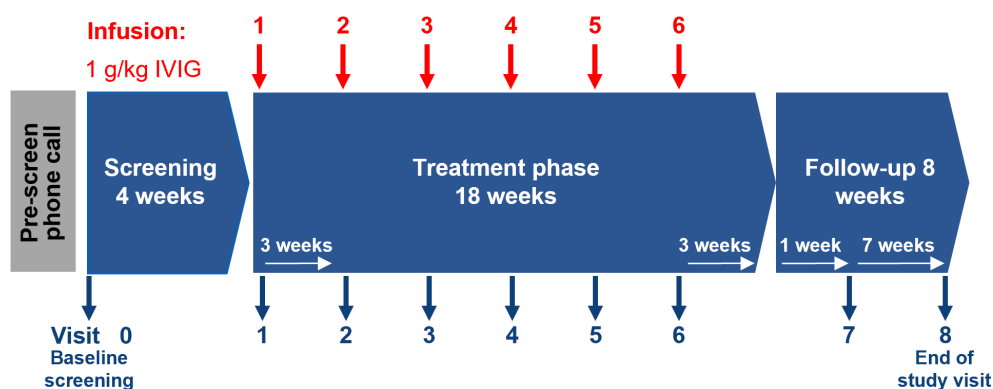 Infusion:
1 2 3 4 5 6
1 g/kg IVIG
Pre-screen
phone call
Screening
4 weeks
Treatment phase
18 weeks
Follow-up 8
weeks
3 weeks
3 weeks
1 week
7 weeks
Visit 0 1 2 3 4 5 6 7 8
Baseline
screening
End of
study visit